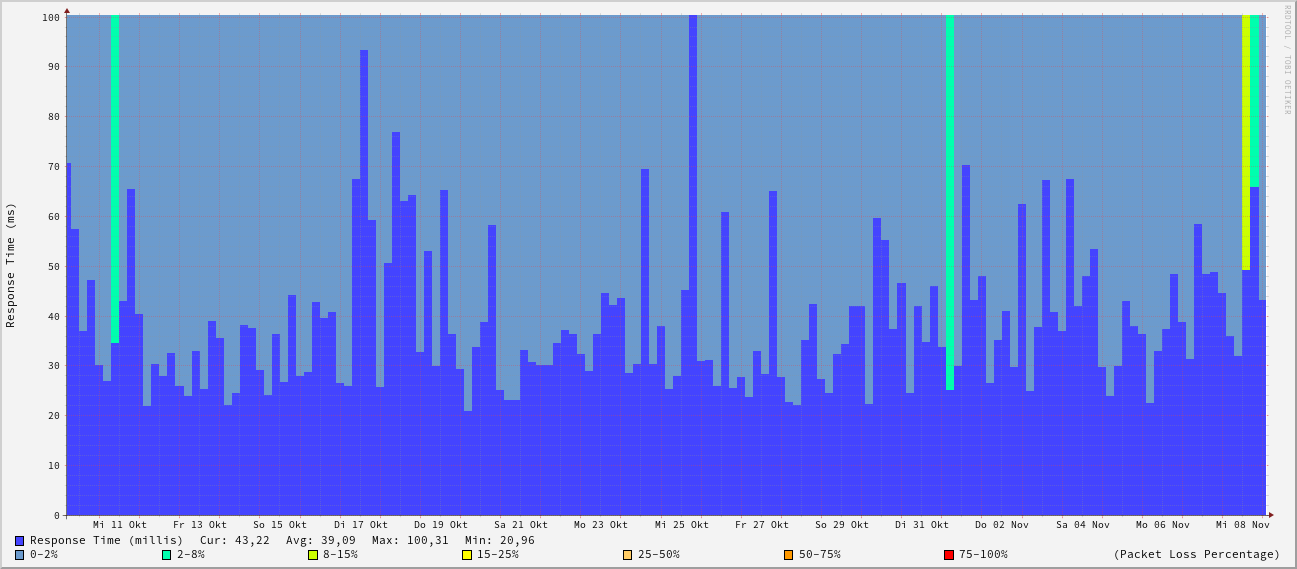 RRDTOOL / TOBI OETIKER
Response Time (ms)
100
90
80
70
60
50
40
30
20
10
0
Mi 11 Okt Fr 13 Okt So 15 Okt Di 17 Okt Do 19 Okt Sa 21 Okt Mo 23 Okt Mi 25 Okt Fr 27 Okt So 29 Okt Di 31 Okt Do 02 Nov Sa 04 Nov Mo 06 Nov Mi 08 Nov
Response Time (millis) Cur: 43,22 Avg: 39,09 Max: 100,31 Min: 20,96
0-2% 2-8% 8-15% 15-25% 25-50% 50-75% 75-100% (Packet Loss Percentage)